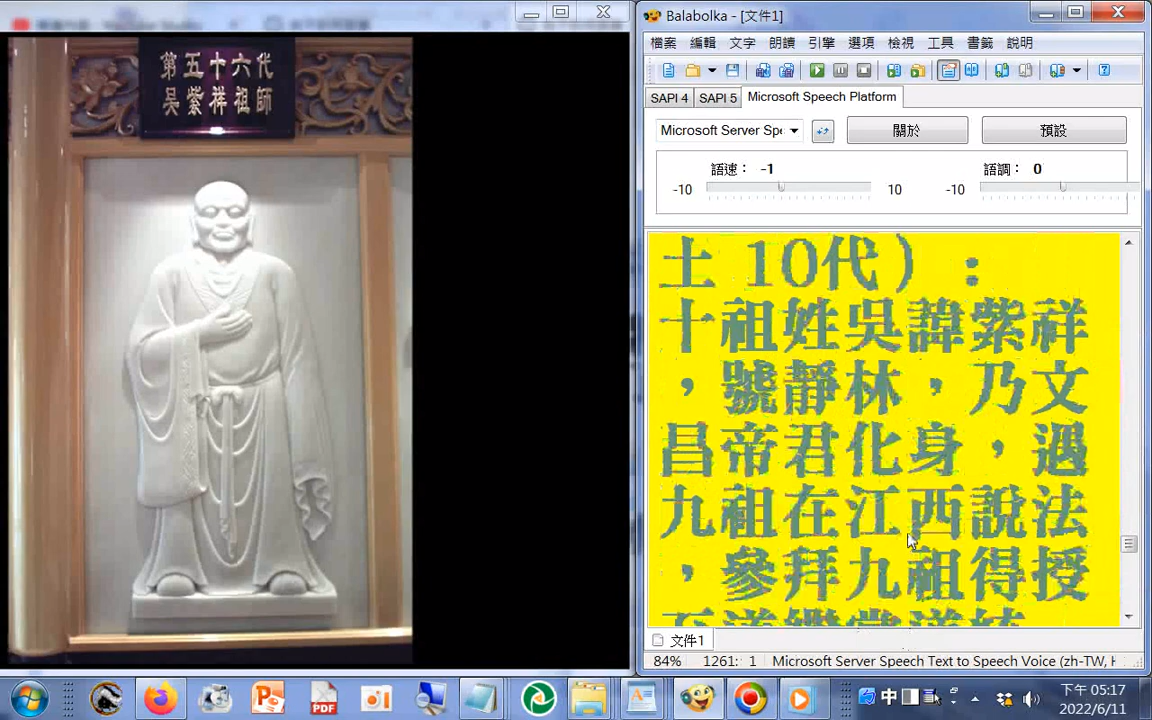 第五十六代
吳紫祥祖師
Balabolka - [文件1]
檔案 編輯 文字 朗讀 引擎 選項 檢視 工具 書籤 說明
SAPI 4 SAPI 5 Microsoft Speech Platform
Microsoft Server Spe 關於 預設
語速： -1 語調： 0
-10 10 -10
土 10代）：
十祖姓吳諱紫祥
，號靜林，乃文
昌帝君化身，遇
九祖在江西說法
，參拜九祖得授
文件1
84% 1261: 1 Microsoft Server Speech Text to Speech Voice (zh-TW, H
中
下午 05:17
2022/6/11